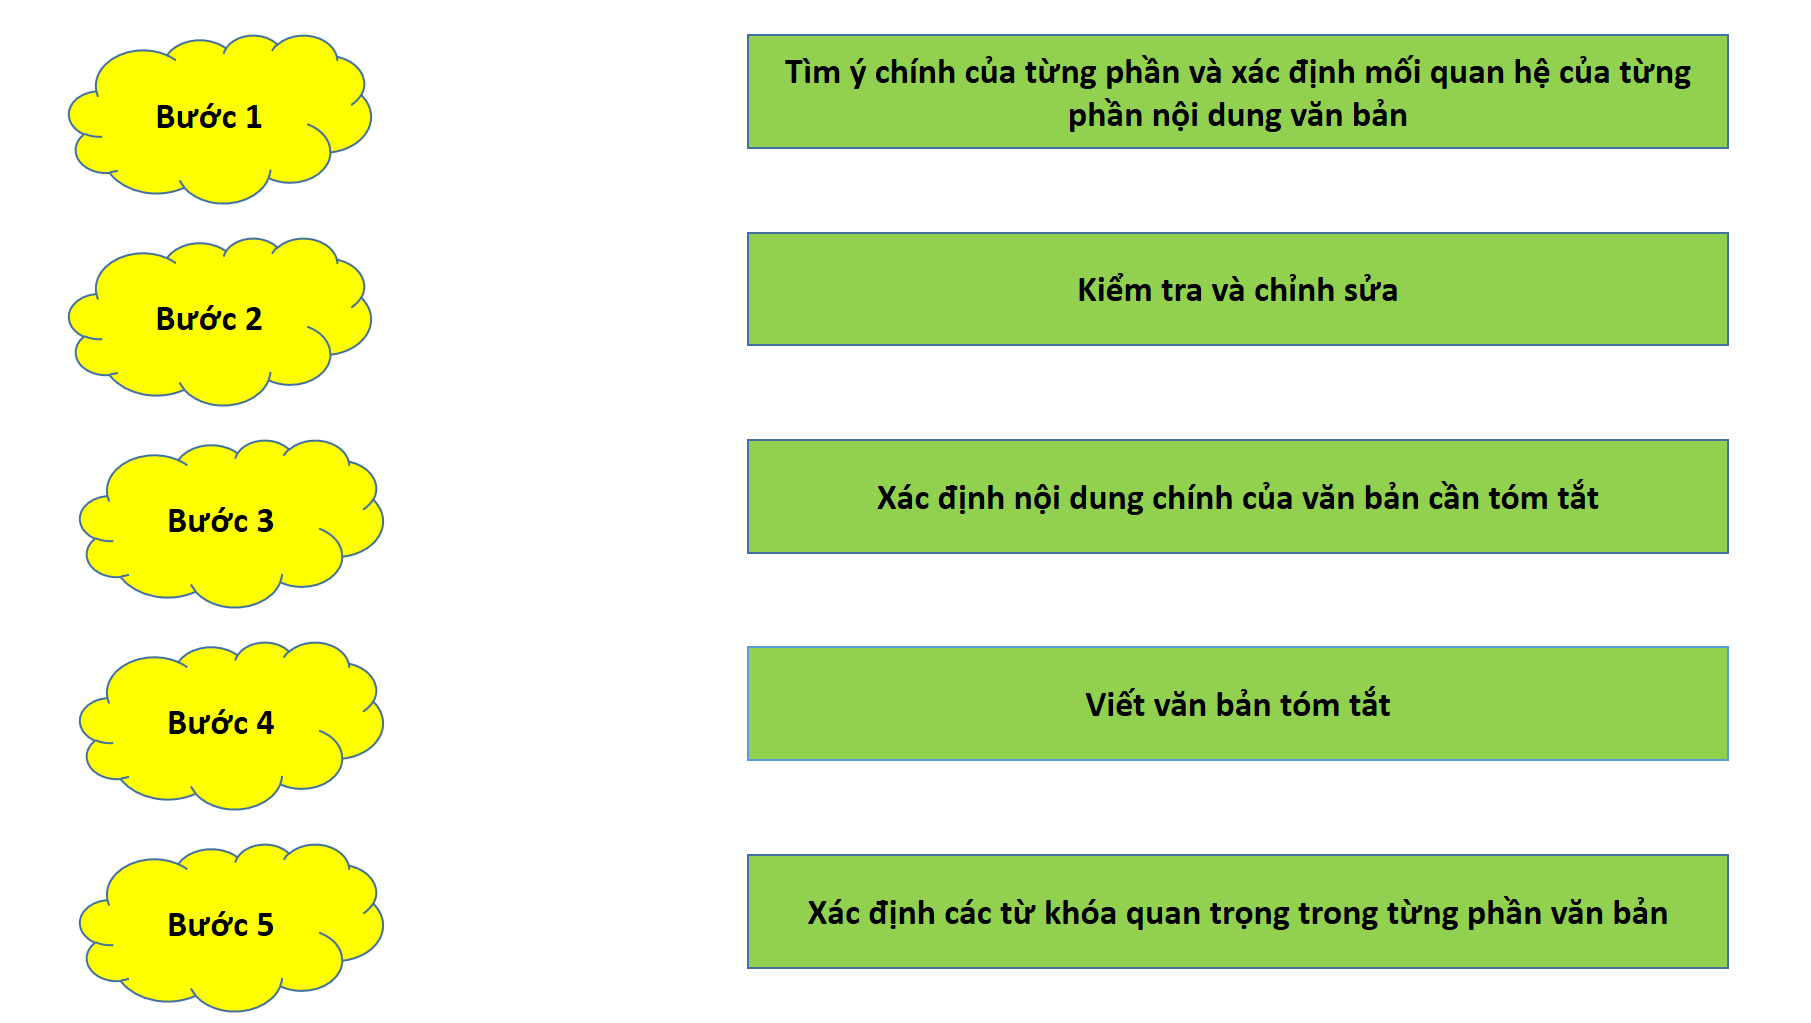 Bước 1
Tìm ý chính của từng phần và xác định mối quan hệ của từng
phần nội dung văn bản
Bước 2
Kiểm tra và chỉnh sửa
Bước 3
Xác định nội dung chính của văn bản cần tóm tắt
Bước 4
Viết văn bản tóm tắt
Bước 5
Xác định các từ khóa quan trọng trong từng phần văn bản